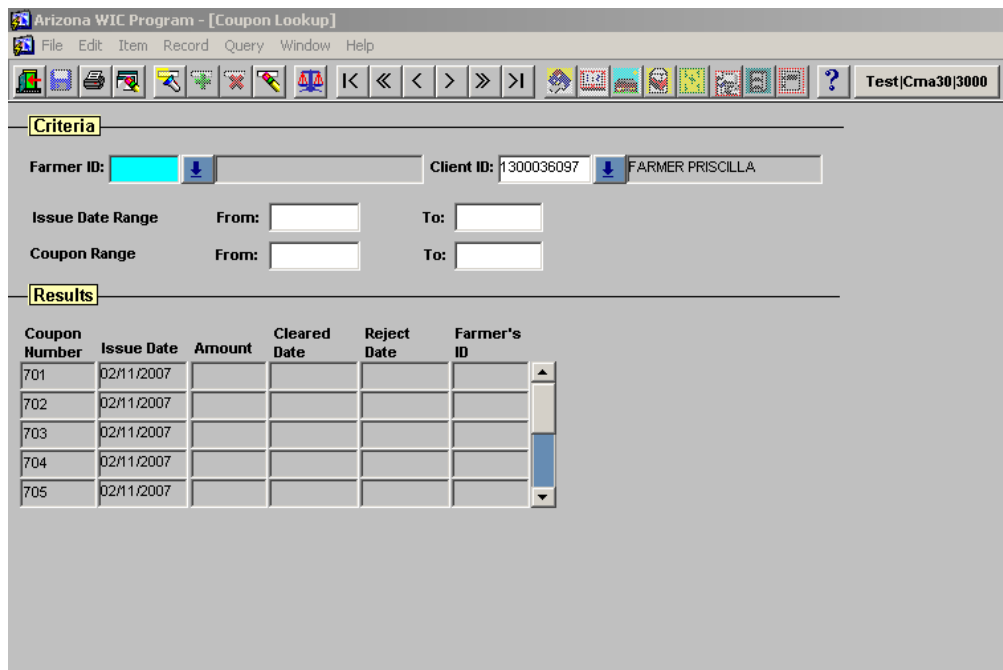 Arizona WIC Program - [Coupon Lookup]
File Edit Item Record Query Window Help
Test|Cma30|3000
Criteria
Farmer ID: Client ID: 1300036097 FARMER PRISCILLA
Issue Date Range From: To:
Coupon Range From: To:
Results
Coupon Number Issue Date Amount Cleared Date Reject Date Farmer's ID
701 02/11/2007
702 02/11/2007
703 02/11/2007
704 02/11/2007
705 02/11/2007